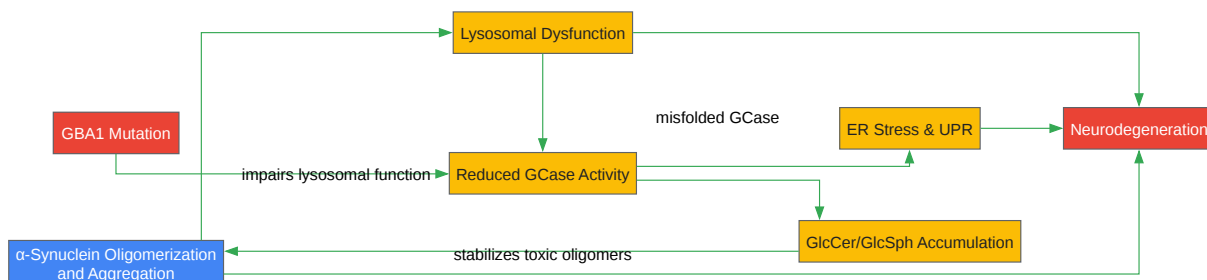 Lysosomal Dysfunction
misfolded GCase
GBA1 Mutation
ER Stress & UPR
Neurodegeneration
impairs lysosomal function
Reduced GCase Activity
GlcCer/GlcSph Accumulation
α-Synuclein Oligomerization
and Aggregation
stabilizes toxic oligomers